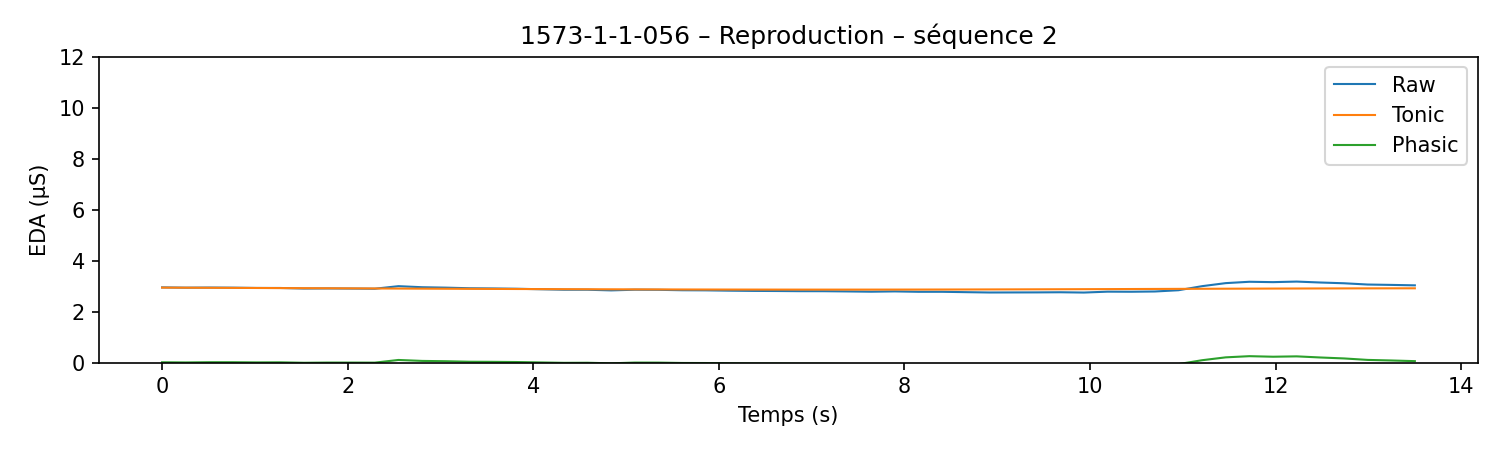 1573-1-1-056 – Reproduction – séquence 2
EDA (µS)
12
10
8
6
4
2
0
Raw
Tonic
Phasic
0 2 4 6 8 10 12 14
Temps (s)